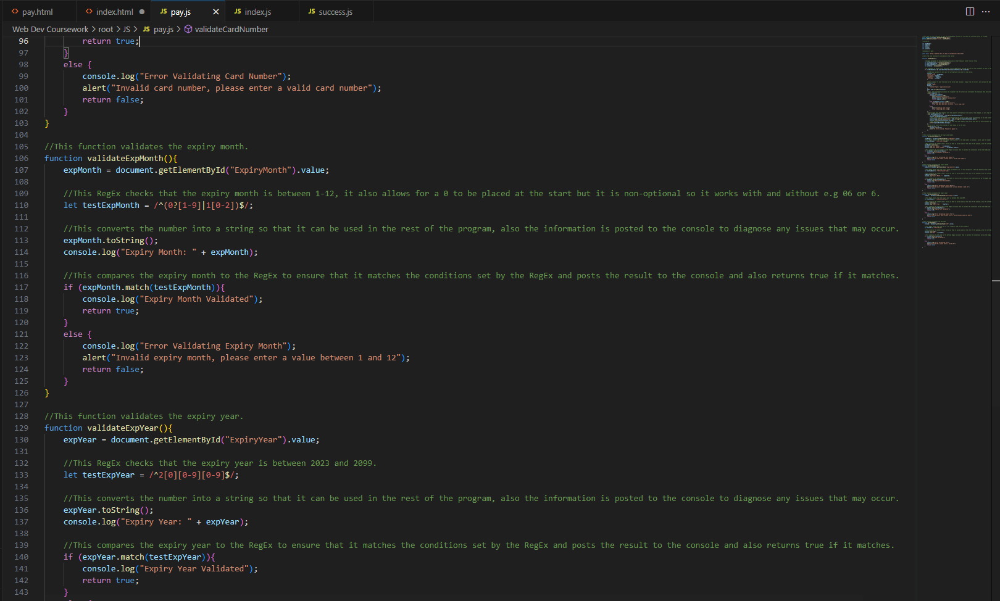 pay.html index.html JS pay.js JS index.js JS success.js
Web Dev Coursework > root > JS > JS pay.js > validateCardNumber
96 return true;
97 }
98 else {
99 console.log("Error Validating Card Number");
100 alert("Invalid card number, please enter a valid card number");
101 return false;
102 }
103 }
104
105 //This function validates the expiry month.
106 function validateExpMonth(){
107 expMonth = document.getElementById("ExpiryMonth").value;
108
109 //This RegEx checks that the expiry month is between 1-12, it also allows for a 0 to be placed at the start but it is non-optional so it works with and without e.g 06 or 6.
110 let testExpMonth = /^(0?[1-9]|1[0-2])$/;
111
112 //This converts the number into a string so that it can be used in the rest of the program, also the information is posted to the console to diagnose any issues that may occur.
113 expMonth.toString();
114 console.log("Expiry Month: " + expMonth);
115
116 //This compares the expiry month to the RegEx to ensure that it matches the conditions set by the RegEx and posts the result to the console and also returns true if it matches.
117 if (expMonth.match(testExpMonth)){
118 console.log("Expiry Month Validated");
119 return true;
120 }
121 else {
122 console.log("Error Validating Expiry Month");
123 alert("Invalid expiry month, please enter a value between 1 and 12");
124 return false;
125 }
126 }
127
128 //This function validates the expiry year.
129 function validateExpYear(){
130 expYear = document.getElementById("ExpiryYear").value;
131
132 //This RegEx checks that the expiry year is between 2023 and 2099.
133 let testExpYear = /^2[0][0-9][0-9]$/;
134
135 //This converts the number into a string so that it can be used in the rest of the program, also the information is posted to the console to diagnose any issues that may occur.
136 expYear.toString();
137 console.log("Expiry Year: " + expYear);
138
139 //This compares the expiry year to the RegEx to ensure that it matches the conditions set by the RegEx and posts the result to the console and also returns true if it matches.
140 if (expYear.match(testExpYear)){
141 console.log("Expiry Year Validated");
142 return true;
143 }